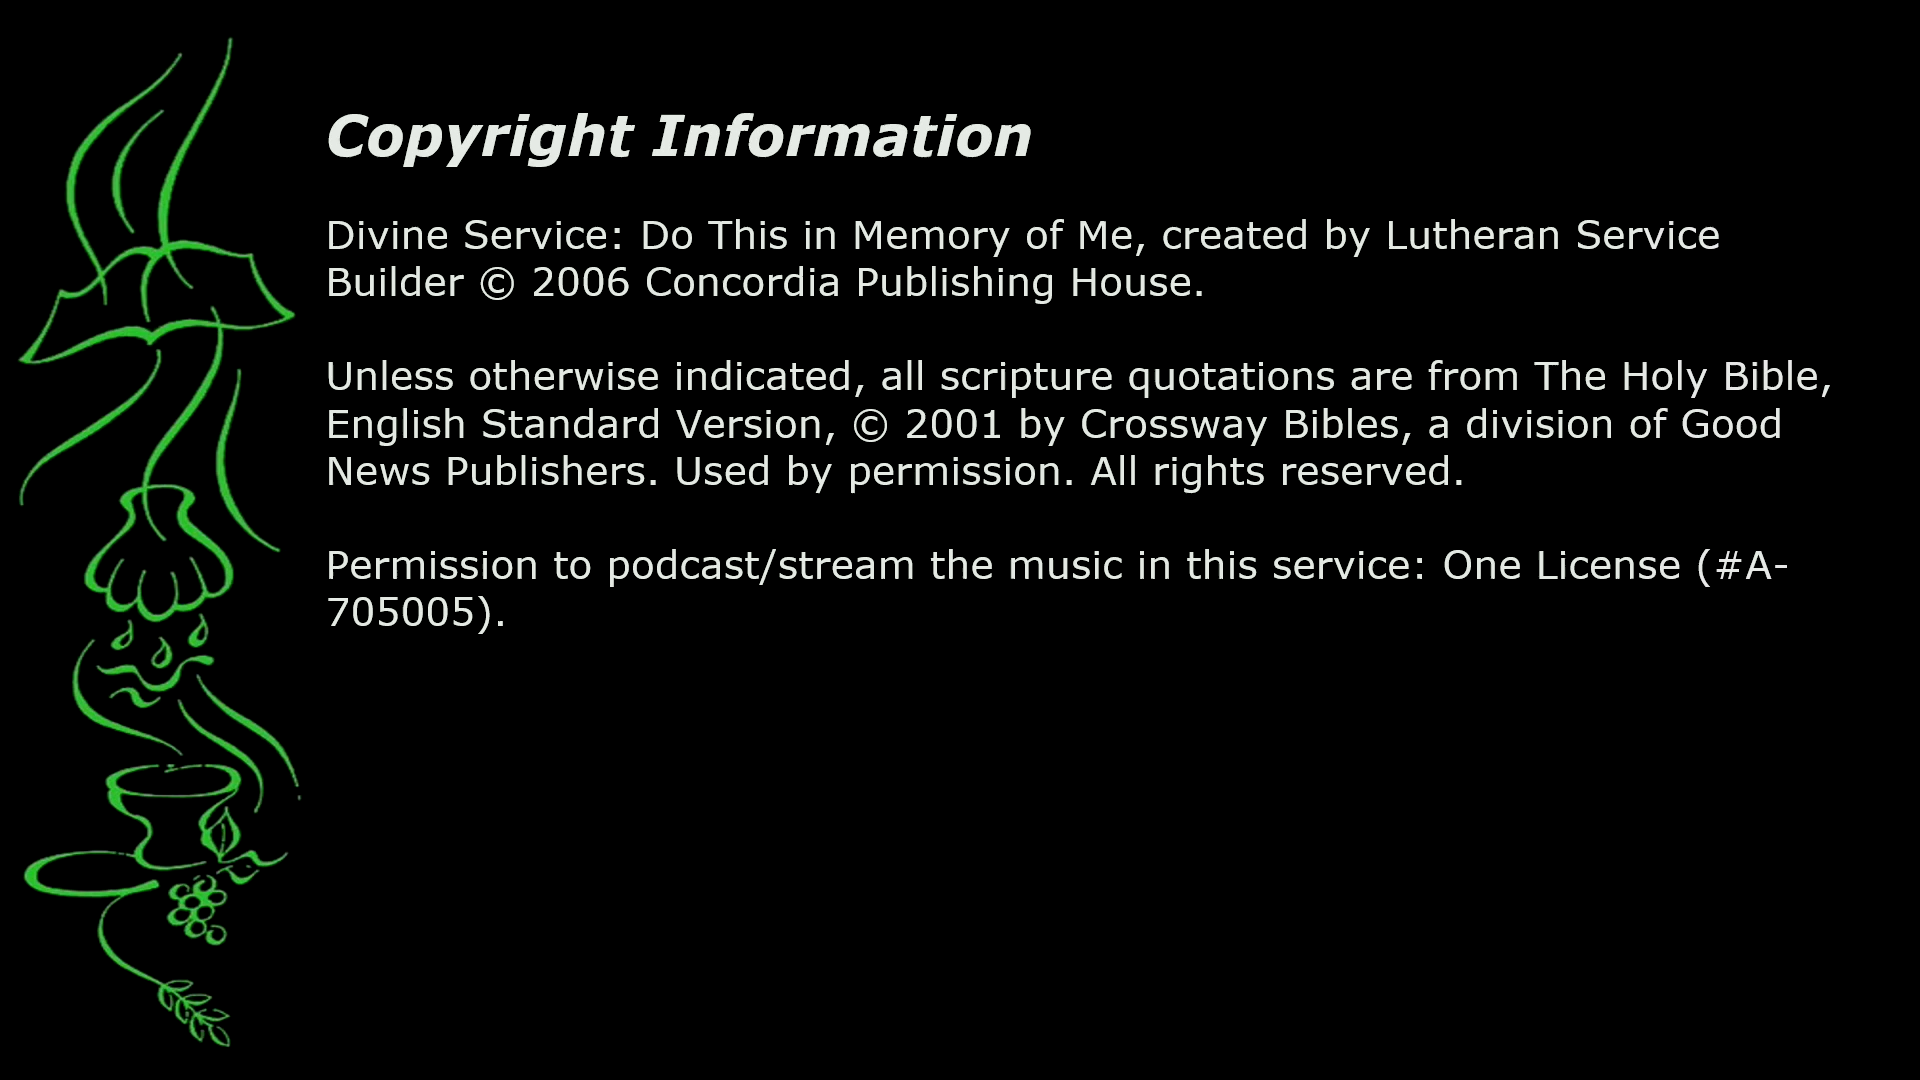 Copyright Information
Divine Service: Do This in Memory of Me, created by Lutheran Service
Builder © 2006 Concordia Publishing House.
Unless otherwise indicated, all scripture quotations are from The Holy Bible,
English Standard Version, © 2001 by Crossway Bibles, a division of Good
News Publishers. Used by permission. All rights reserved.
Permission to podcast/stream the music in this service: One License (#A-
705005).